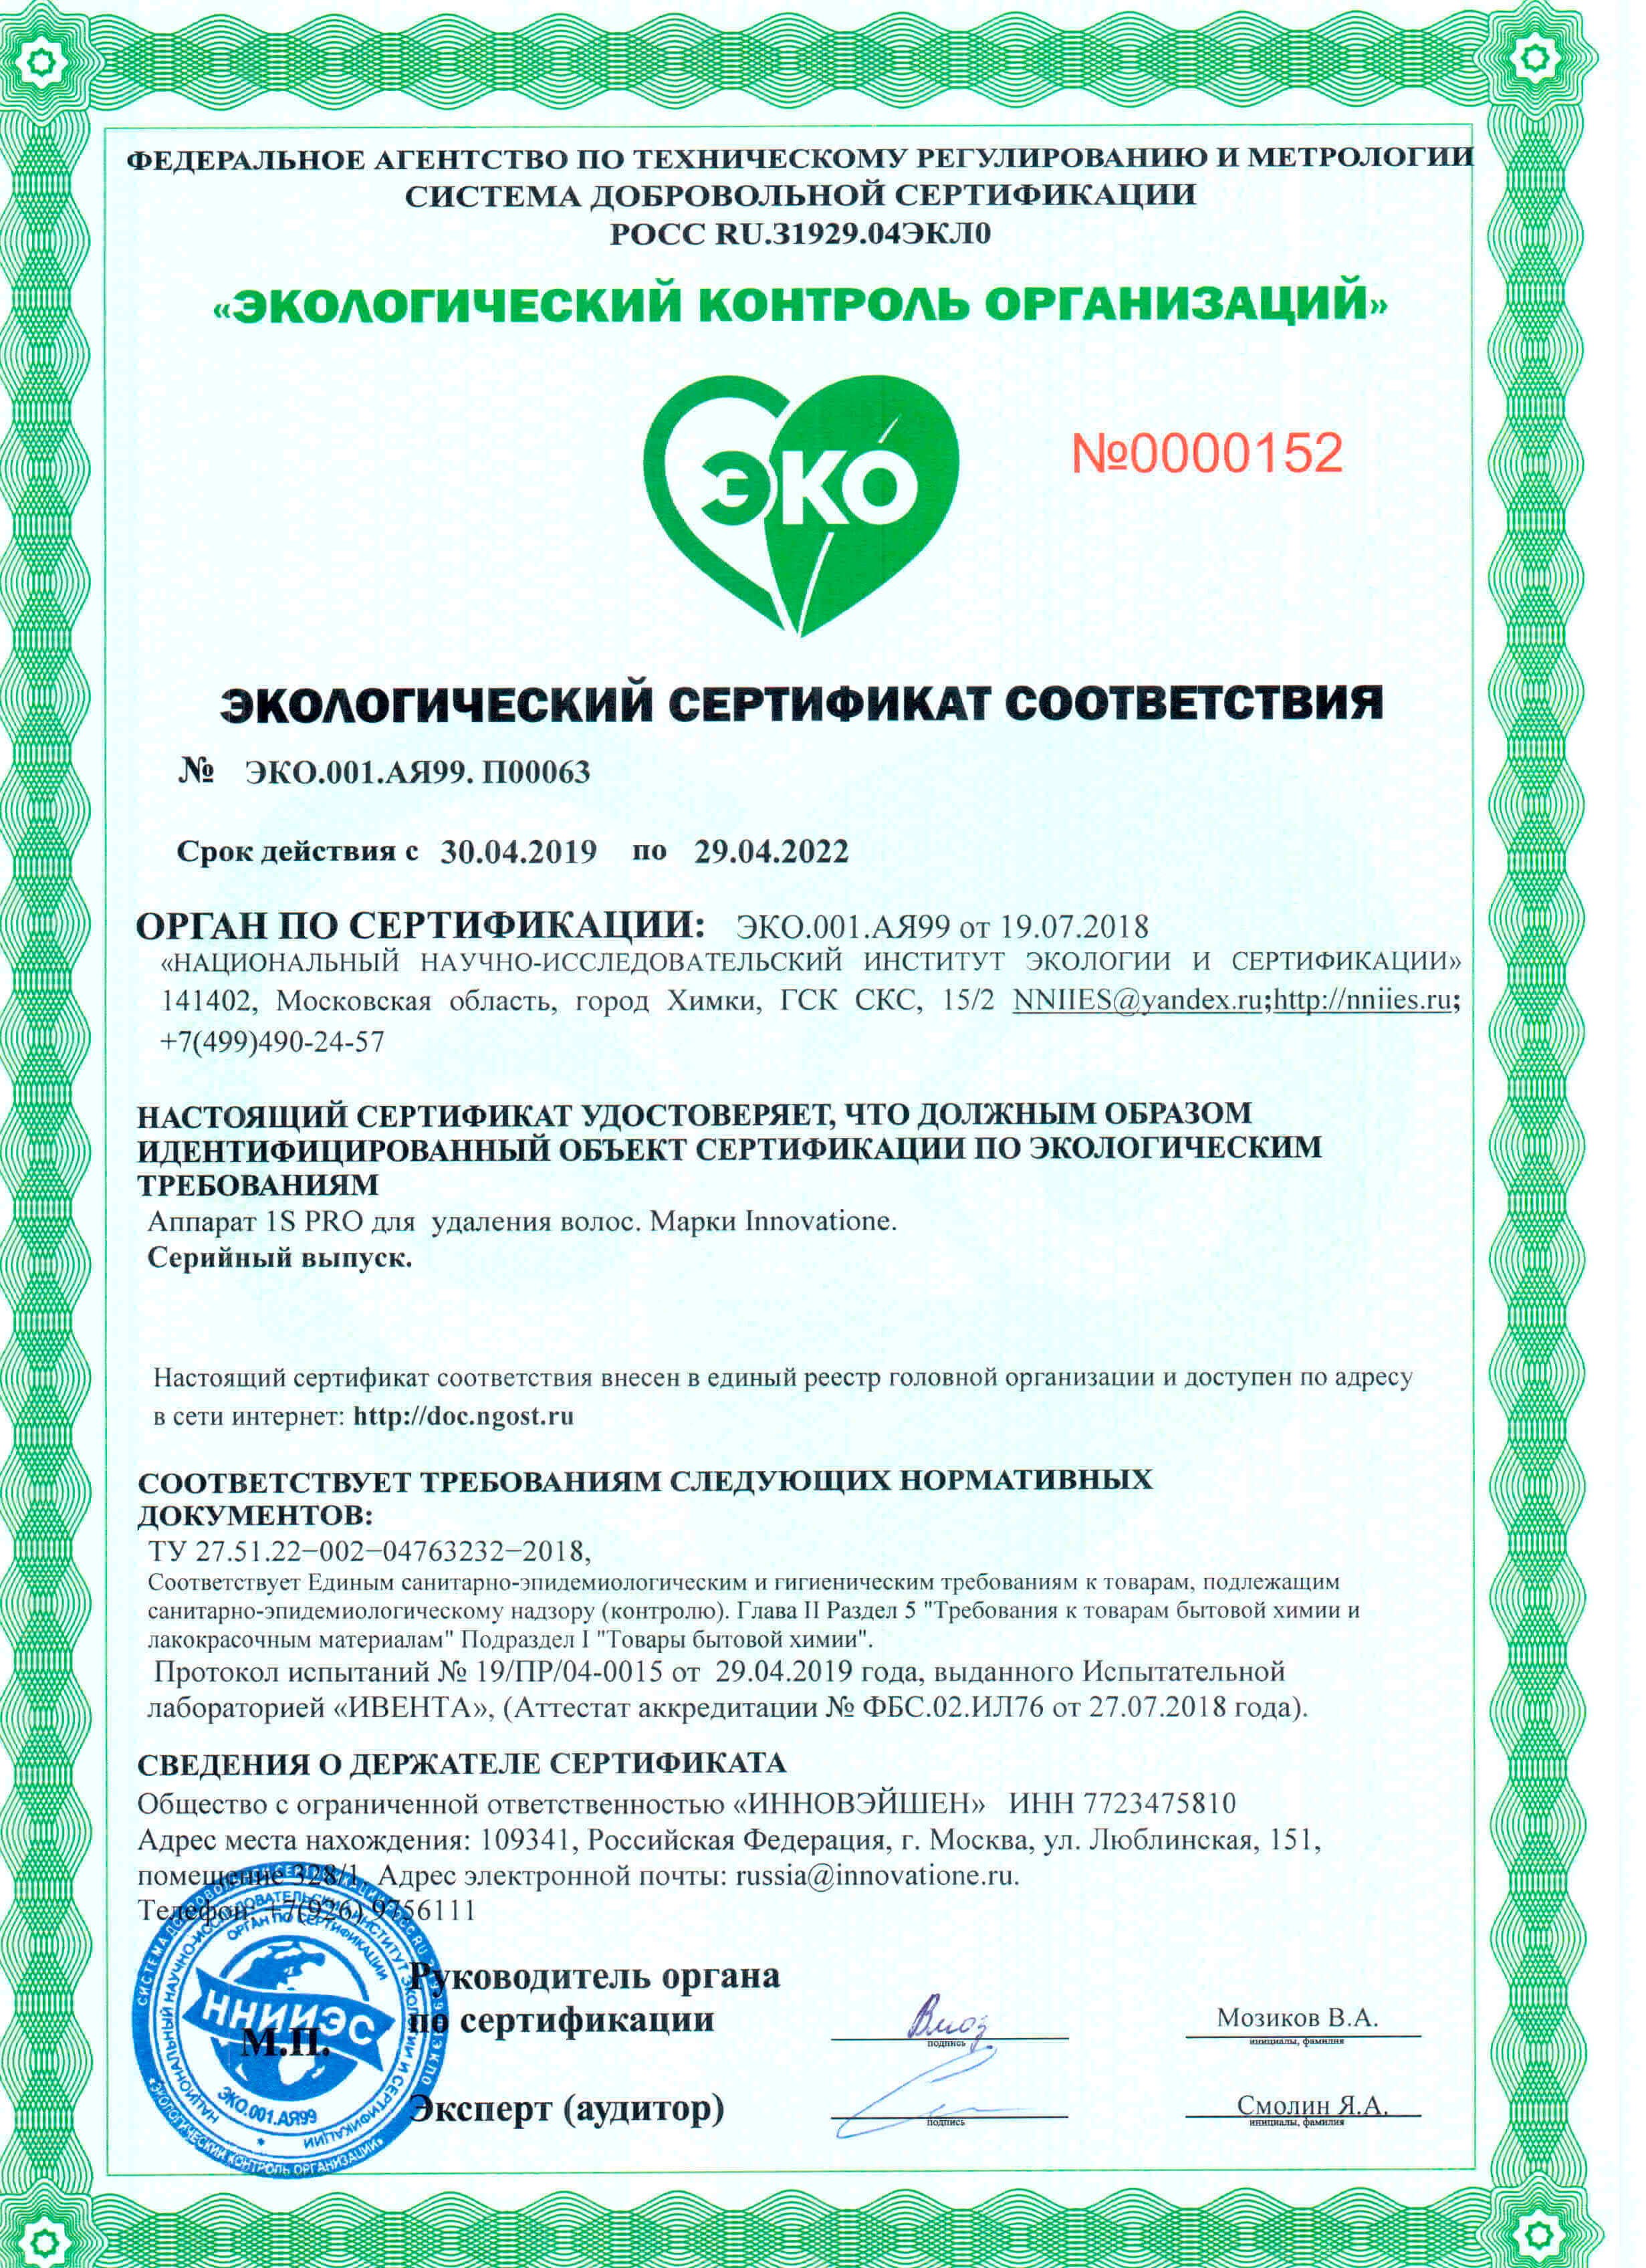 ФЕДЕРАЛЬНОЕ АГЕНТСТВО ПО ТЕХНИЧЕСКОМУ РЕГУЛИРОВАНИЮ И МЕТРОЛОГИИ
СИСТЕМА ДОБРОВОЛЬНОЙ СЕРТИФИКАЦИИ
РОСС RU.31929.04ЭКЛ0
«ЭКОЛОГИЧЕСКИЙ КОНТРОЛЬ ОРГАНИЗАЦИЙ»
ЭКО
№0000152
ЭКОЛОГИЧЕСКИЙ СЕРТИФИКАТ СООТВЕТСТВИЯ
№ ЭКО.001.АЯ99. П00063
Срок действия с 30.04.2019 по 29.04.2022
ОРГАН ПО СЕРТИФИКАЦИИ: ЭКО.001.АЯ99 от 19.07.2018
«НАЦИОНАЛЬНЫЙ НАУЧНО-ИССЛЕДОВАТЕЛЬСКИЙ ИНСТИТУТ ЭКОЛОГИИ И СЕРТИФИКАЦИИ»
141402, Московская область, город Химки, ГСК СКС, 15/2 NNIIES@yandex.ru;http://nniies.ru;
+7(499)490-24-57
НАСТОЯЩИЙ СЕРТИФИКАТ УДОСТОВЕРЯЕТ, ЧТО ДОЛЖНЫМ ОБРАЗОМ
ИДЕНТИФИЦИРОВАННЫЙ ОБЪЕКТ СЕРТИФИКАЦИИ ПО ЭКОЛОГИЧЕСКИМ
ТРЕБОВАНИЯМ
Аппарат 1S PRO для удаления волос. Марки Innovatione.
Серийный выпуск.
Настоящий сертификат соответствия внесен в единый реестр головной организации и доступен по адресу
в сети интернет: http://doc.ngost.ru
СООТВЕТСТВУЕТ ТРЕБОВАНИЯМ СЛЕДУЮЩИХ НОРМАТИВНЫХ
ДОКУМЕНТОВ:
ТУ 27.51.22–002–04763232–2018,
Соответствует Единым санитарно-эпидемиологическим и гигиеническим требованиям к товарам, подлежащим
санитарно-эпидемиологическому надзору (контролю). Глава II Раздел 5 "Требования к товарам бытовой химии и
лакокрасочным материалам" Подраздел I "Товары бытовой химии".
Протокол испытаний № 19/ПР/04-0015 от 29.04.2019 года, выданного Испытательной
лабораторией «ИВЕНТА», (Аттестат аккредитации № ФБС.02.ИЛ76 от 27.07.2018 года).
СВЕДЕНИЯ О ДЕРЖАТЕЛЕ СЕРТИФИКАТА
Общество с ограниченной ответственностью «ИННОВЭЙШЕН» ИНН 7723475810
Адрес места нахождения: 109341, Российская Федерация, г. Москва, ул. Люблинская, 151,
помещение 328/1, Адрес электронной почты: russia@innovatione.ru.
Телефон: +7(926) 9756111
НАЦИОНАЛЬНЫЙ НАУЧНО-ИССЛЕДОВАТЕЛЬСКИЙ ИНСТИТУТ ЭКОЛОГИИ И СЕРТИФИКАЦИИ
ОРГАН ПО СЕРТИФИКАЦИИ
ННИИЭС
ЭКО.001.АЯ99
«ЭКОЛОГИЧЕСКИЙ КОНТРОЛЬ ОРГАНИЗАЦИЙ»
М.П.
Руководитель органа
по сертификации
подпись
Мозиков В.А.
инициалы, фамилия
Эксперт (аудитор)
подпись
Смолин Я.А.
инициалы, фамилия